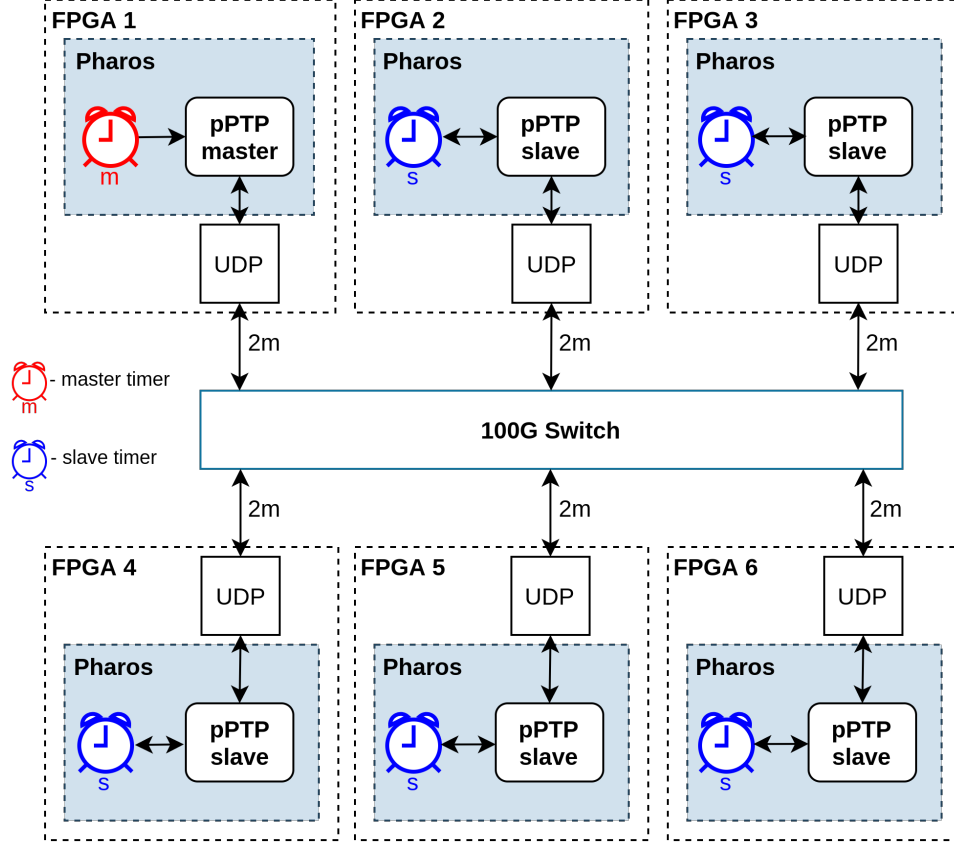 FPGA 1
Pharos
pPTP
master
m
UDP
2m
FPGA 2
Pharos
pPTP
slave
s
UDP
2m
FPGA 3
Pharos
pPTP
slave
s
UDP
2m
- master timer
m
- slave timer
s
100G Switch
2m
FPGA 4
UDP
Pharos
pPTP
slave
s
2m
FPGA 5
UDP
Pharos
pPTP
slave
s
2m
FPGA 6
UDP
Pharos
pPTP
slave
s